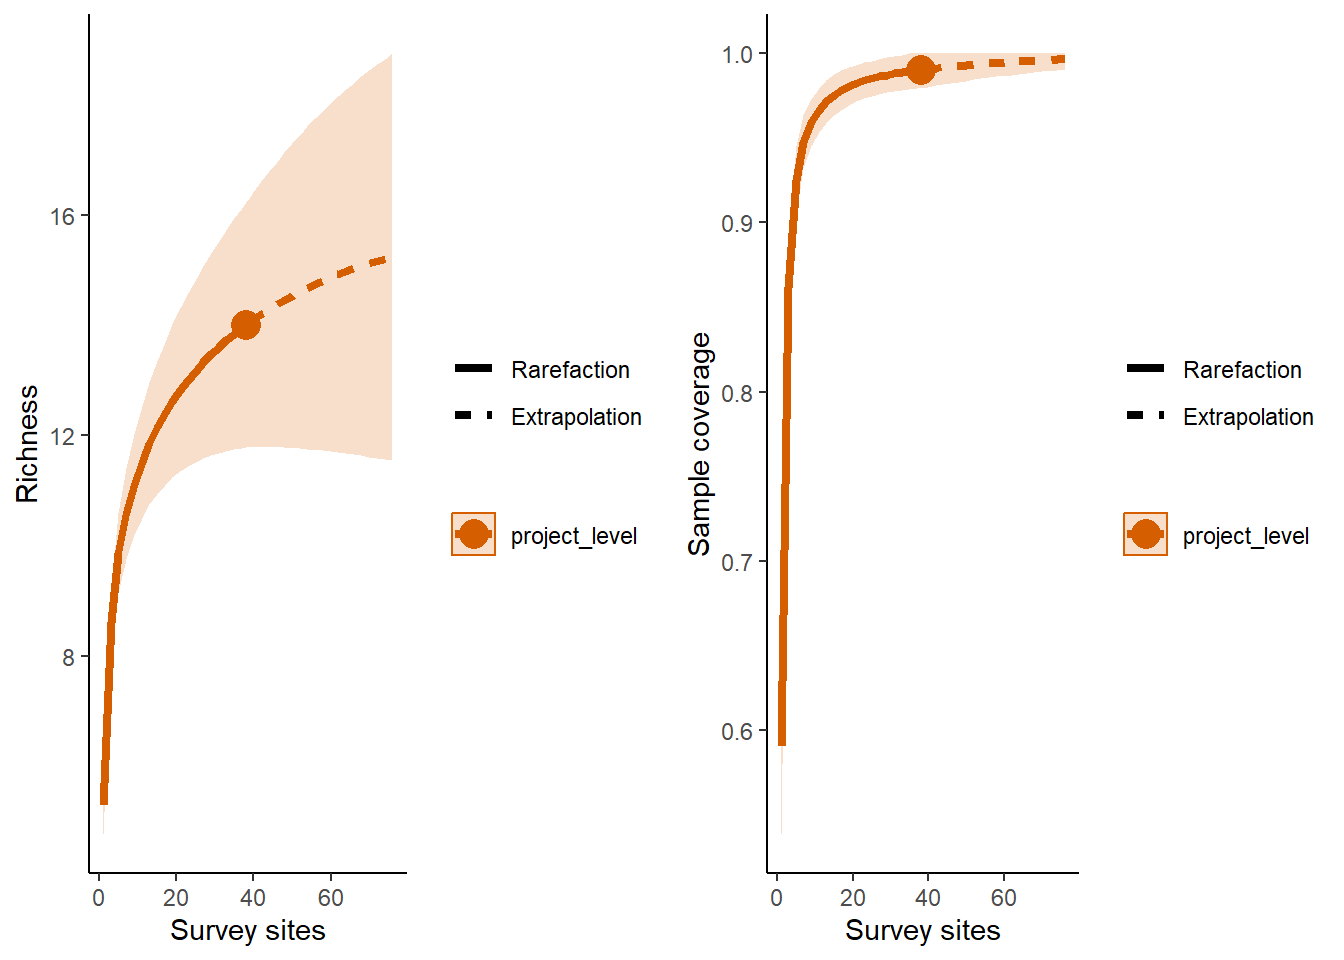 Richness
16
12
8
0 20 40 60
Survey sites
Rarefaction
Extrapolation
project_level
Sample coverage
1.0
0.9
0.8
0.7
0.6
0 20 40 60
Survey sites
Rarefaction
Extrapolation
project_level